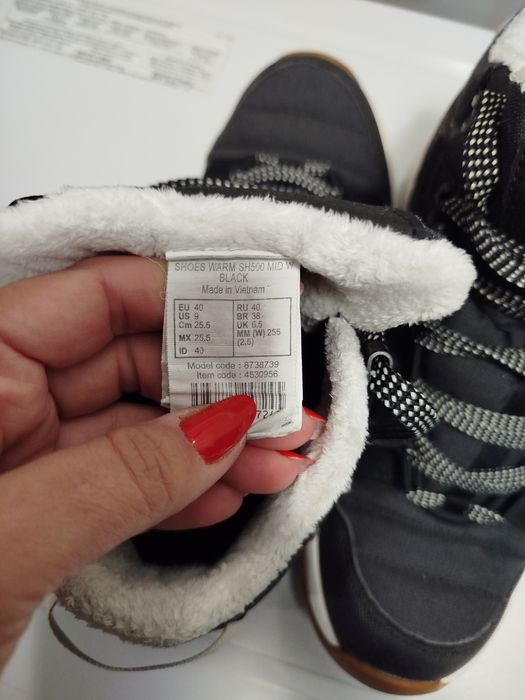 SHOES WARM SH500 MID W
BLACK
Made in Vietnam
EU 40
US 9
Cm 25.5
MX 25.5
ID 40
RU 40
BR 38
UK 6.5
MM (W) 255
(2.5)
Model code : 8738739
Item code : 4530956